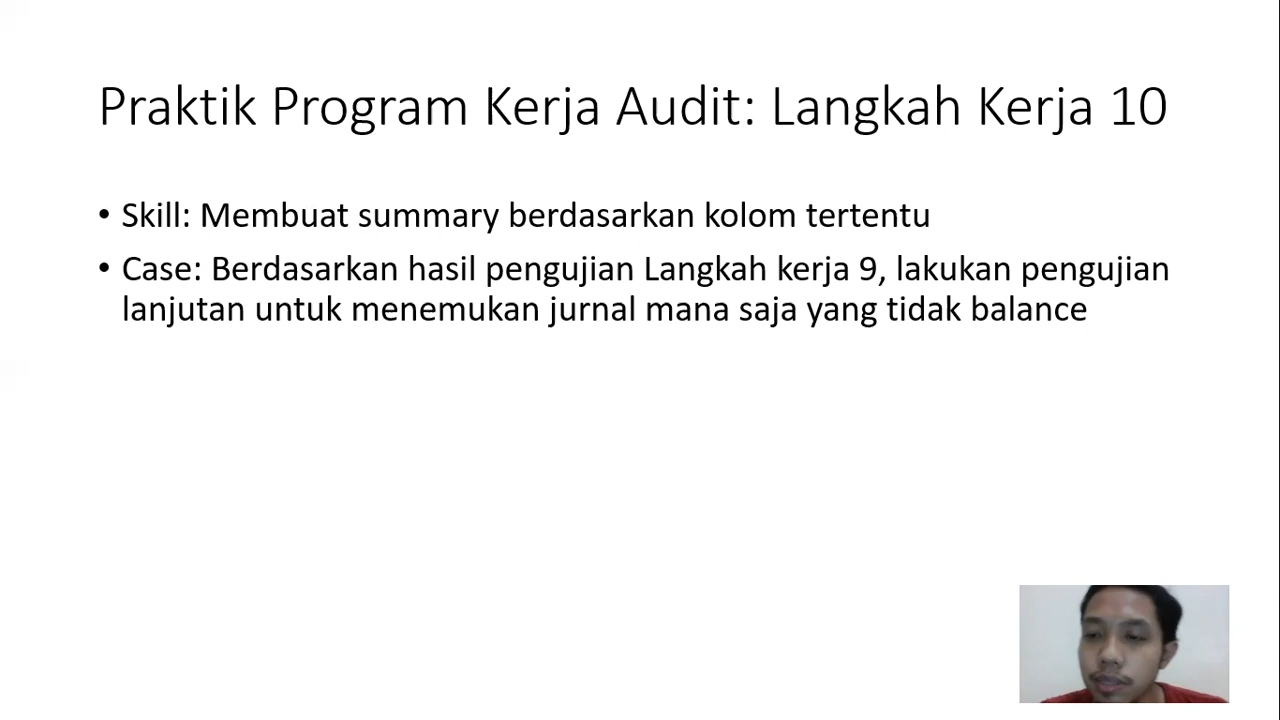 Praktik Program Kerja Audit: Langkah Kerja 10
• Skill: Membuat summary berdasarkan kolom tertentu
• Case: Berdasarkan hasil pengujian Langkah kerja 9, lakukan pengujian
lanjutan untuk menemukan jurnal mana saja yang tidak balance